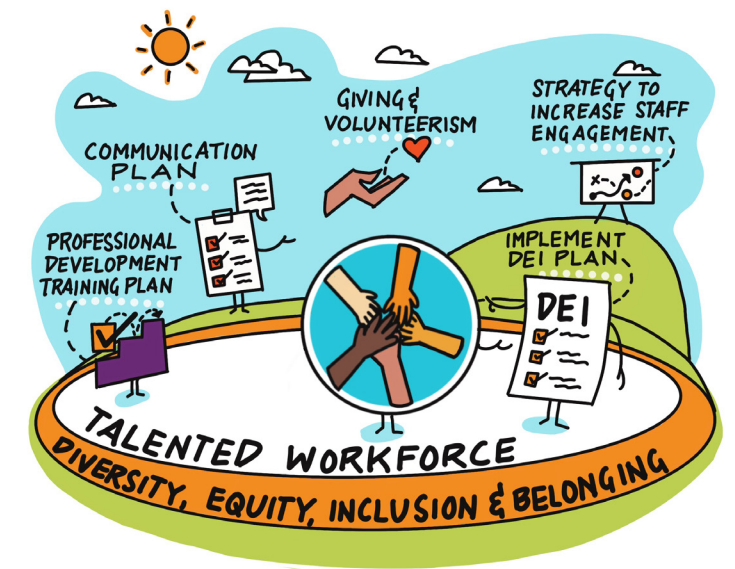 GIVING &
VOLUNTEERISM
STRATEGY TO
INCREASE STAFF
ENGAGEMENT
COMMUNICATION
PLAN
PROFESSIONAL
DEVELOPMENT
TRAINING PLAN
IMPLEMENT
DEI PLAN
DEI
TALENTED WORKFORCE
DIVERSITY, EQUITY, INCLUSION & BELONGING